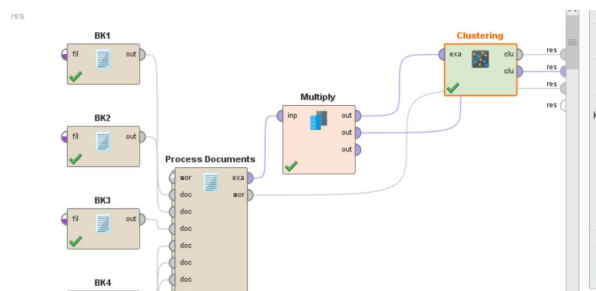 ess
BK1
fil out
BK2
fil out
BK3
fil out
BK4
Process Documents
wor exa
doc wor
doc
doc
doc
doc
doc
Multiply
inp out
out
out
Clustering
exa clu
clu
res
res
res
res
K